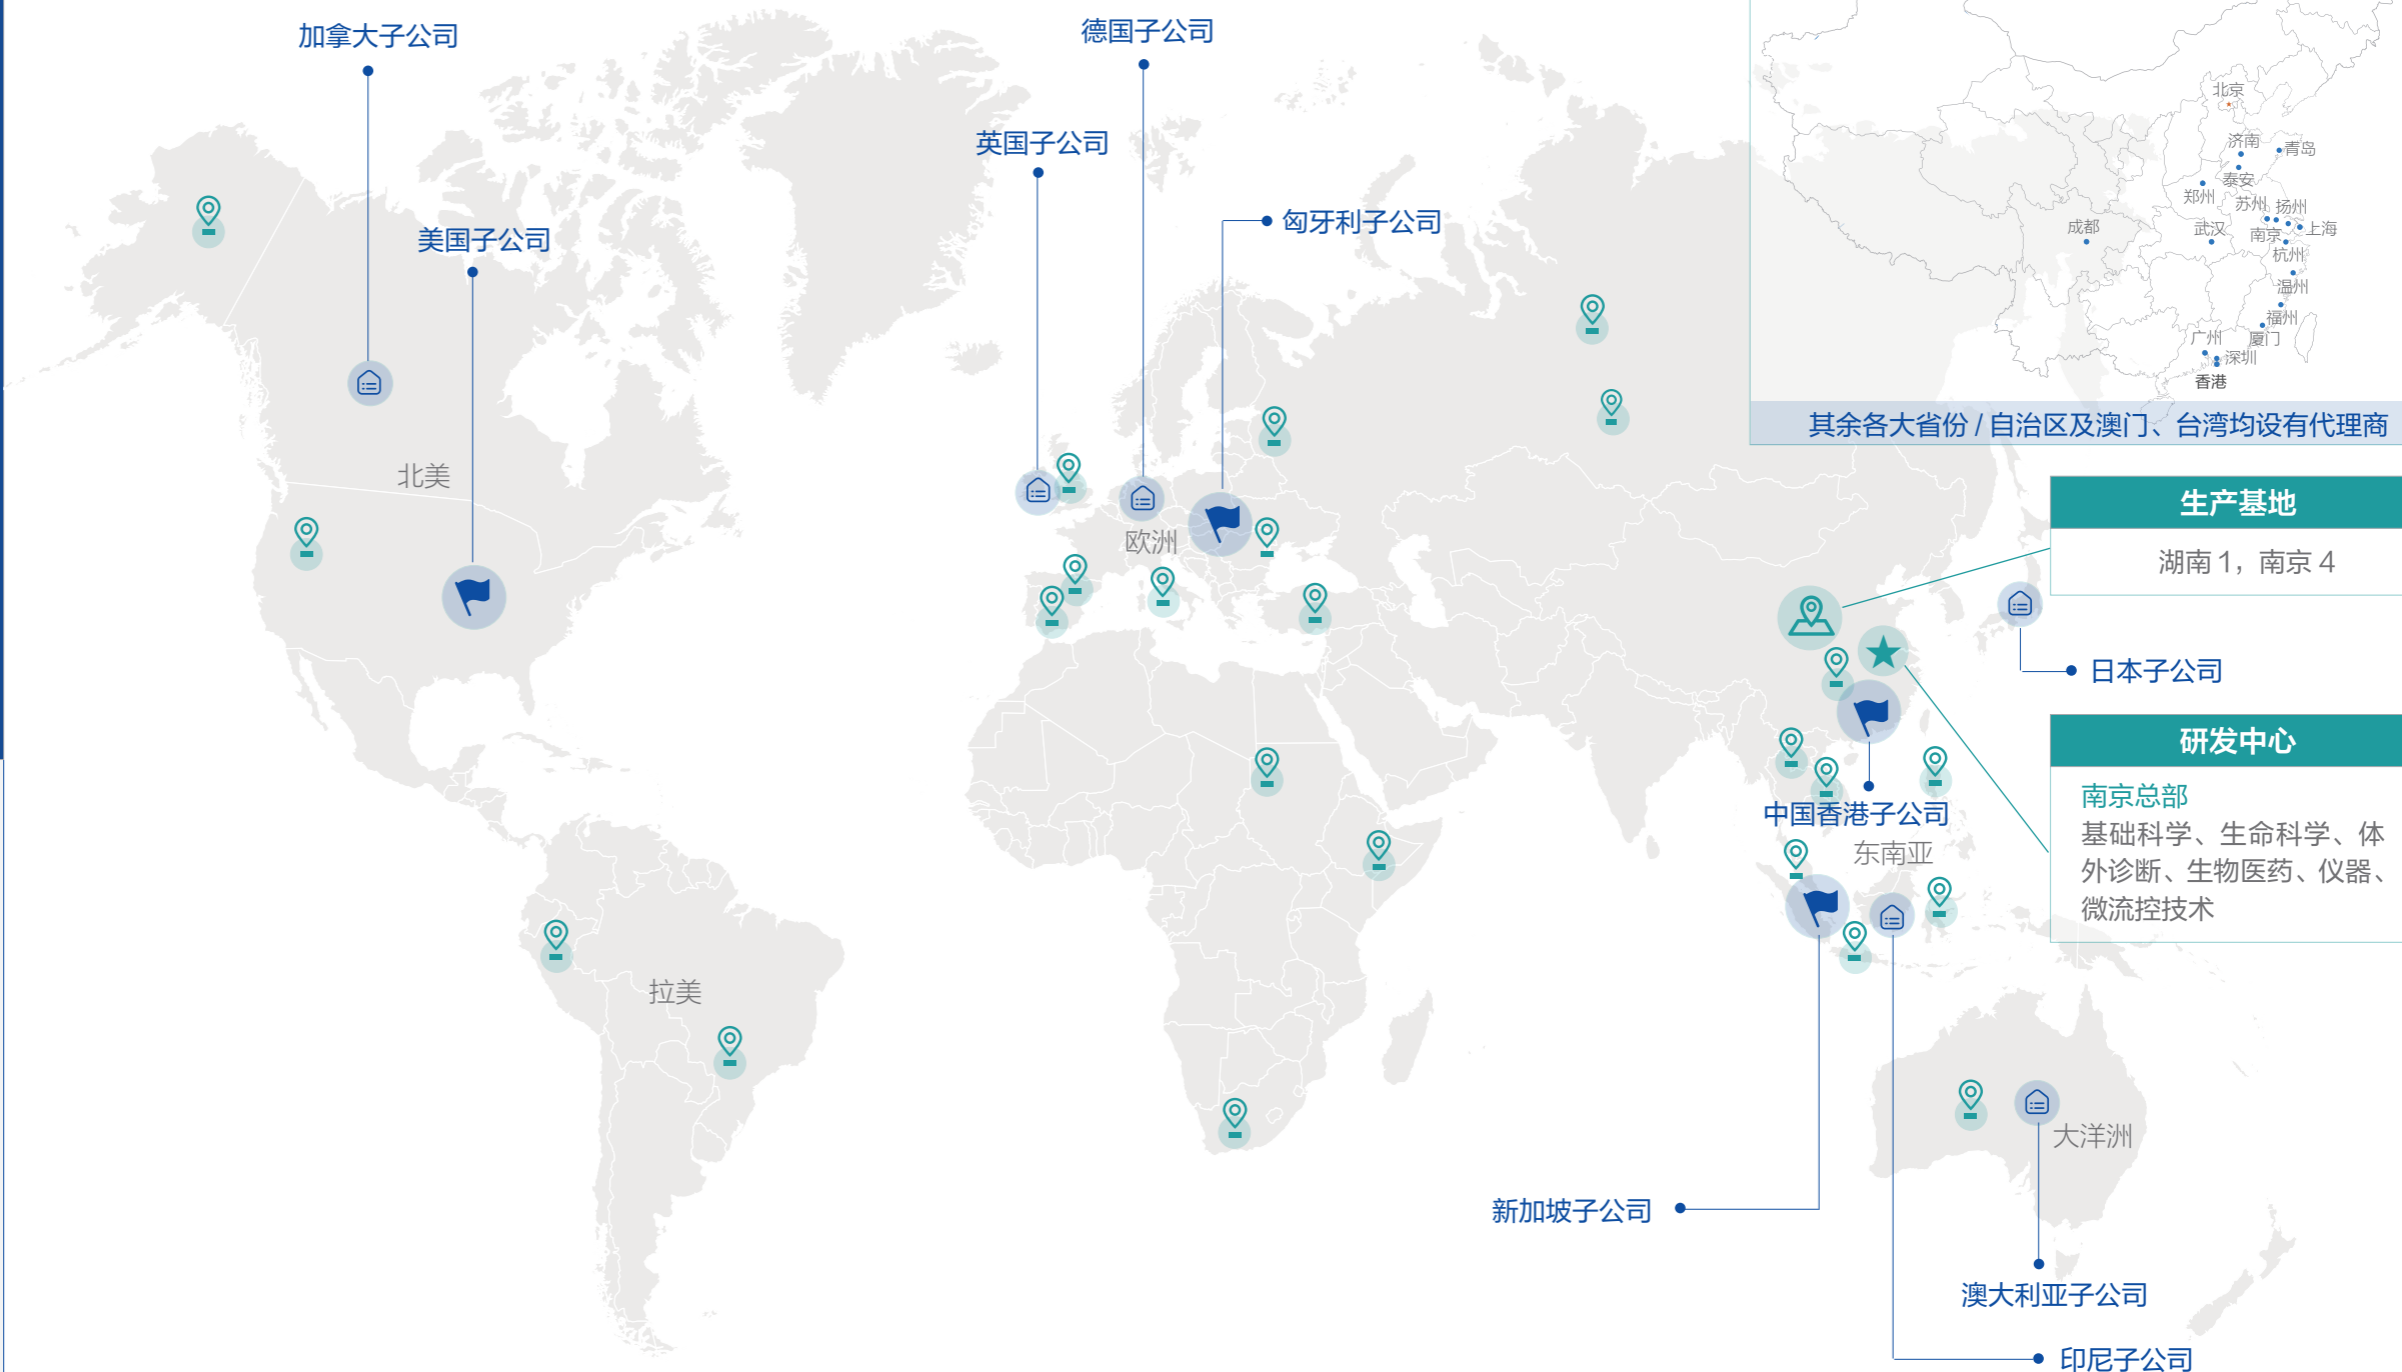 加拿大子公司
德国子公司
英国子公司
匈牙利子公司
美国子公司
北美
欧洲
拉美
北京
济南
青岛
泰安
郑州
苏州
扬州
成都
武汉
南京
上海
杭州
温州
福州
广州
厦门
深圳
香港
其余各大省份 / 自治区及澳门、台湾均设有代理商
生产基地
湖南 1，南京 4
日本子公司
研发中心
南京总部
基础科学、生命科学、体
外诊断、生物医药、仪器、
微流控技术
中国香港子公司
东南亚
大洋洲
新加坡子公司
澳大利亚子公司
印尼子公司